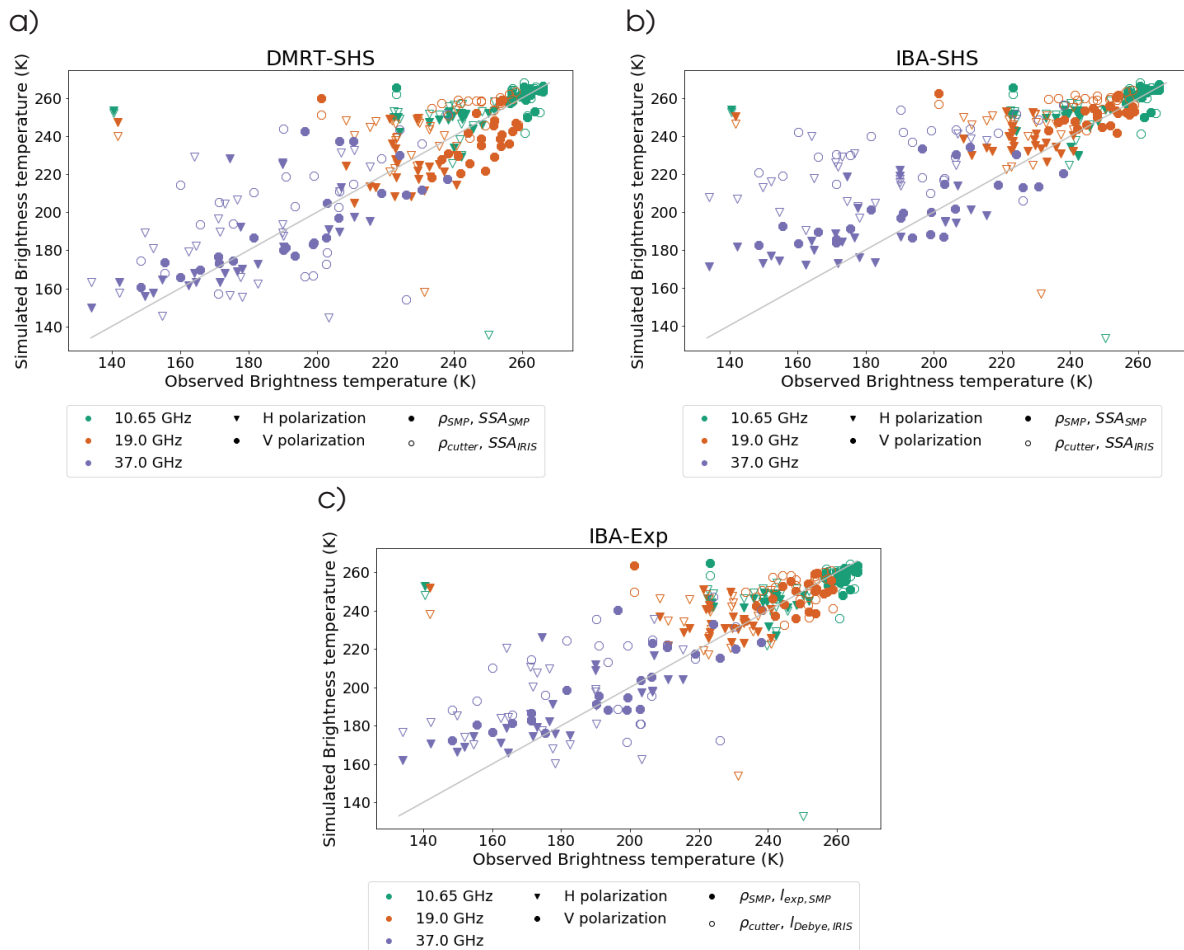 a)
DMRT-SHS
Simulated Brightness temperature (K)
260
240
220
200
180
160
140
140 160 180 200 220 240 260
Observed Brightness temperature (K)
10.65 GHz H polarization ρSMP, SSASMP
19.0 GHz V polarization ρcutter, SSAIRIS
37.0 GHz
b)
IBA-SHS
Simulated Brightness temperature (K)
260
240
220
200
180
160
140
140 160 180 200 220 240 260
Observed Brightness temperature (K)
10.65 GHz H polarization ρSMP, SSASMP
19.0 GHz V polarization ρcutter, SSAIRIS
37.0 GHz
c)
IBA-Exp
Simulated Brightness temperature (K)
260
240
220
200
180
160
140
140 160 180 200 220 240 260
Observed Brightness temperature (K)
10.65 GHz H polarization ρSMP, lexp,SMP
19.0 GHz V polarization ρcutter, lDebye,IRIS
37.0 GHz